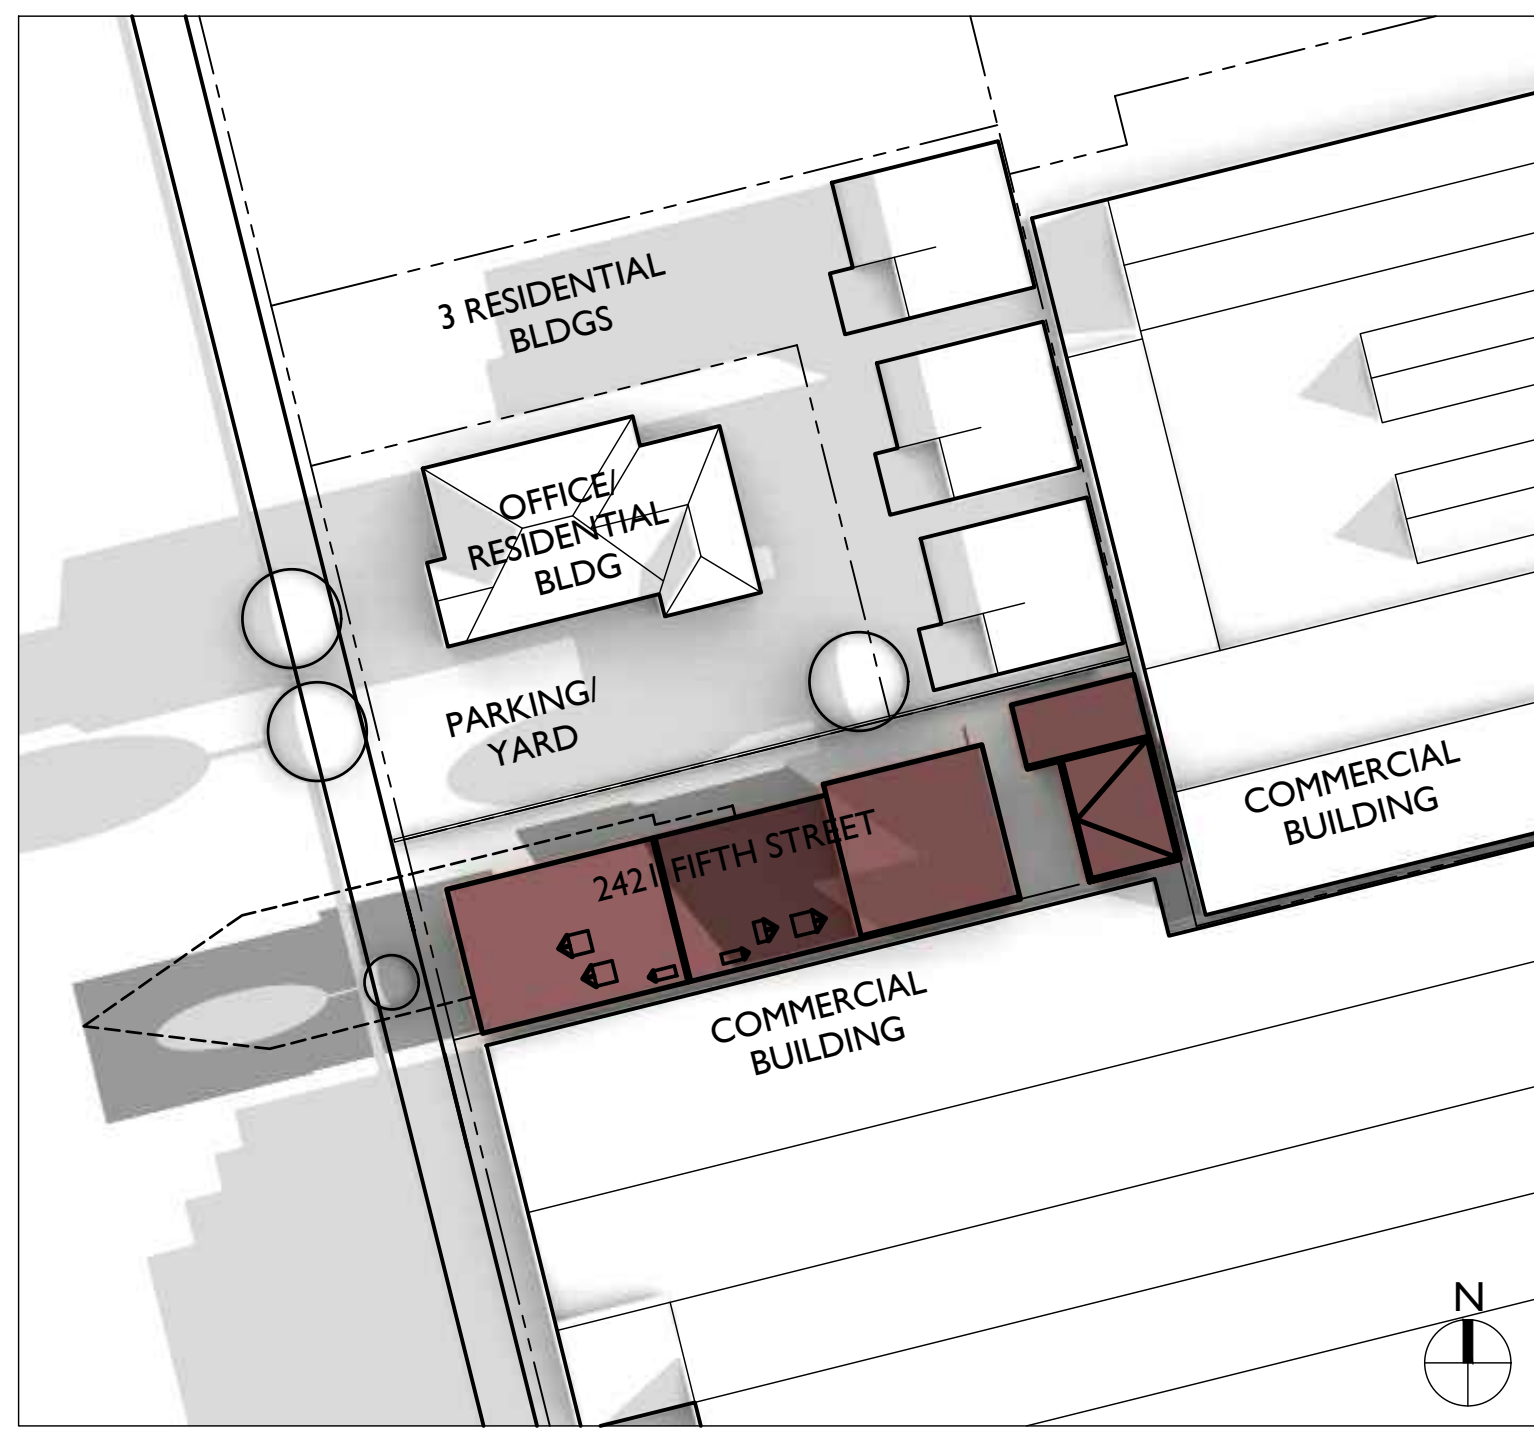 3 RESIDENTIAL
BLDGS
OFFICE/
RESIDENTIAL
BLDG
PARKING/
YARD
COMMERCIAL
BUILDING
2421 FIFTH STREET
COMMERCIAL
BUILDING
N